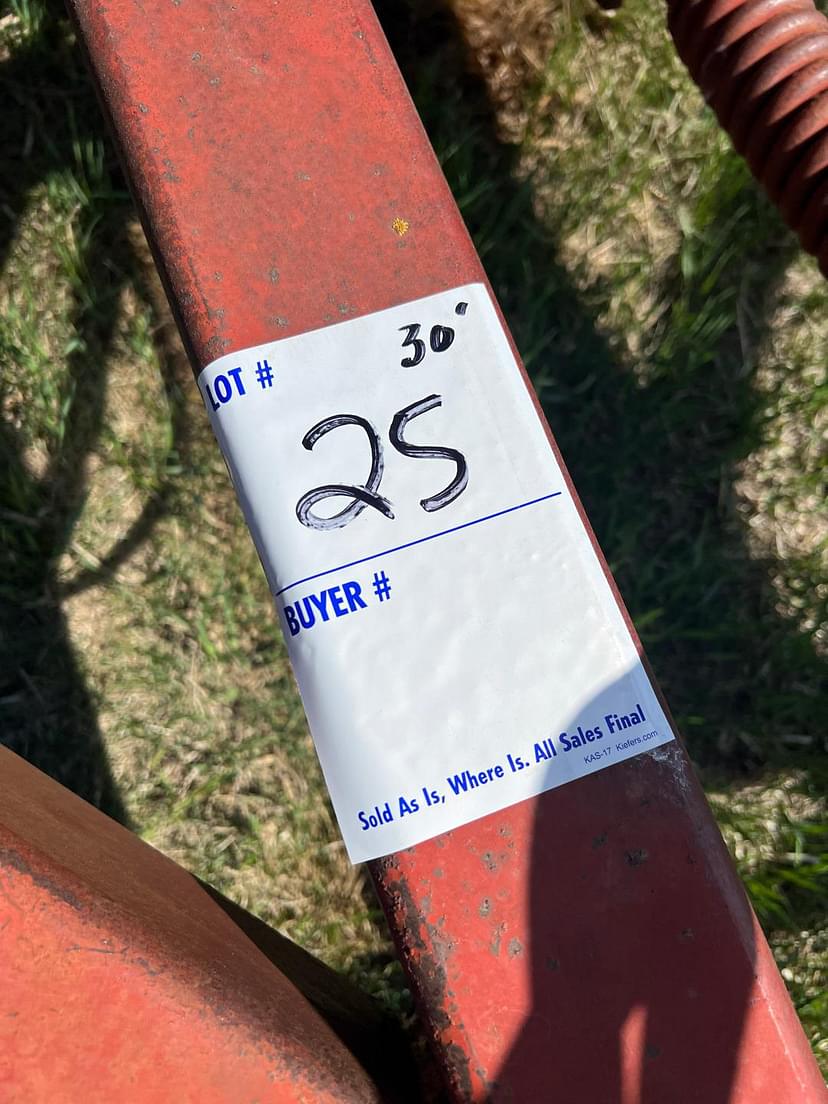 30'
LOT #
25
BUYER #
Sold As Is, Where Is. All Sales Final
KAS-17 Kiefers.com